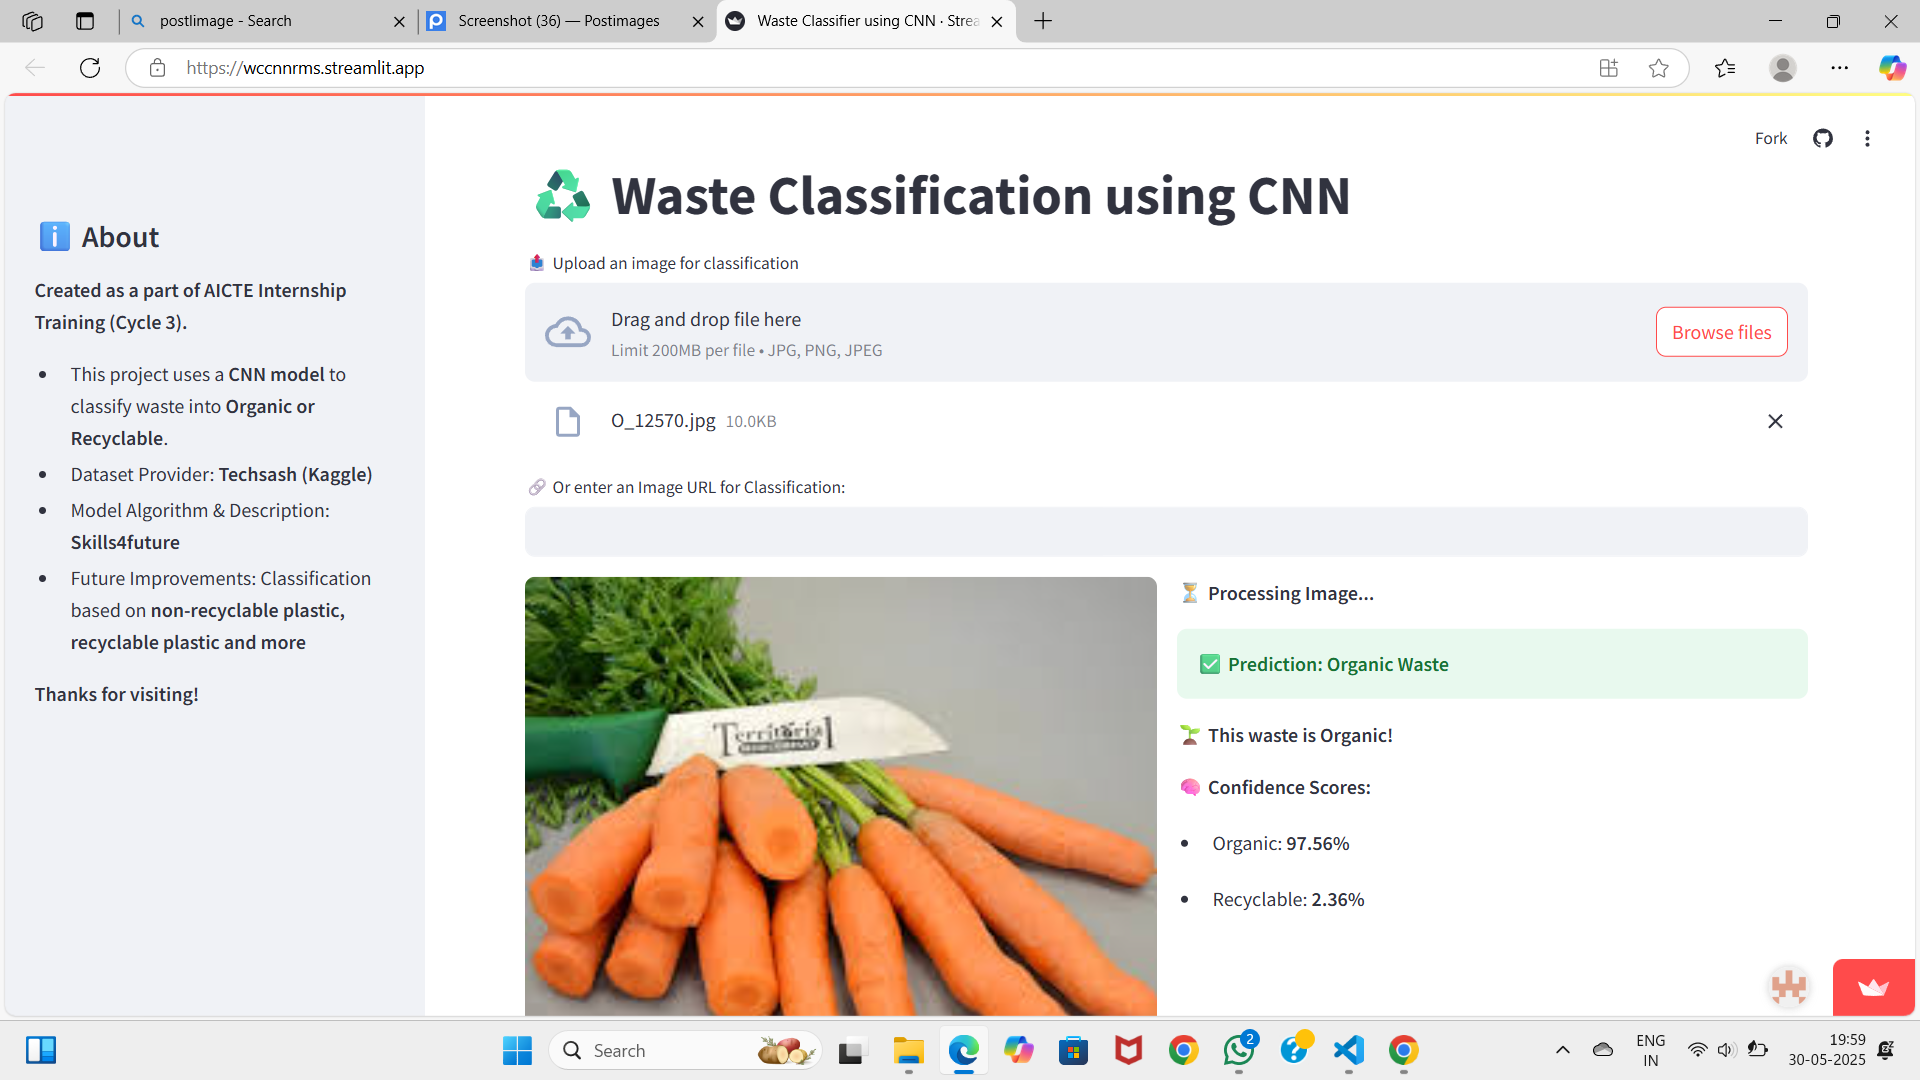 postlimage - Search
Screenshot (36) — Postimages
Waste Classifier using CNN · Strea
https://wccnnrms.streamlit.app
Fork
Waste Classification using CNN
About
Created as a part of AICTE Internship
Training (Cycle 3).
• This project uses a CNN model to
classify waste into Organic or
Recyclable.
• Dataset Provider: Techsash (Kaggle)
• Model Algorithm & Description:
Skills4future
• Future Improvements: Classification
based on non-recyclable plastic,
recyclable plastic and more
Thanks for visiting!
Upload an image for classification
Drag and drop file here
Limit 200MB per file • JPG, PNG, JPEG
Browse files
O_12570.jpg 10.0KB
Or enter an Image URL for Classification:
Territorial
Processing Image...
Prediction: Organic Waste
This waste is Organic!
Confidence Scores:
• Organic: 97.56%
• Recyclable: 2.36%
Search
2
ENG
IN
19:59
30-05-2025